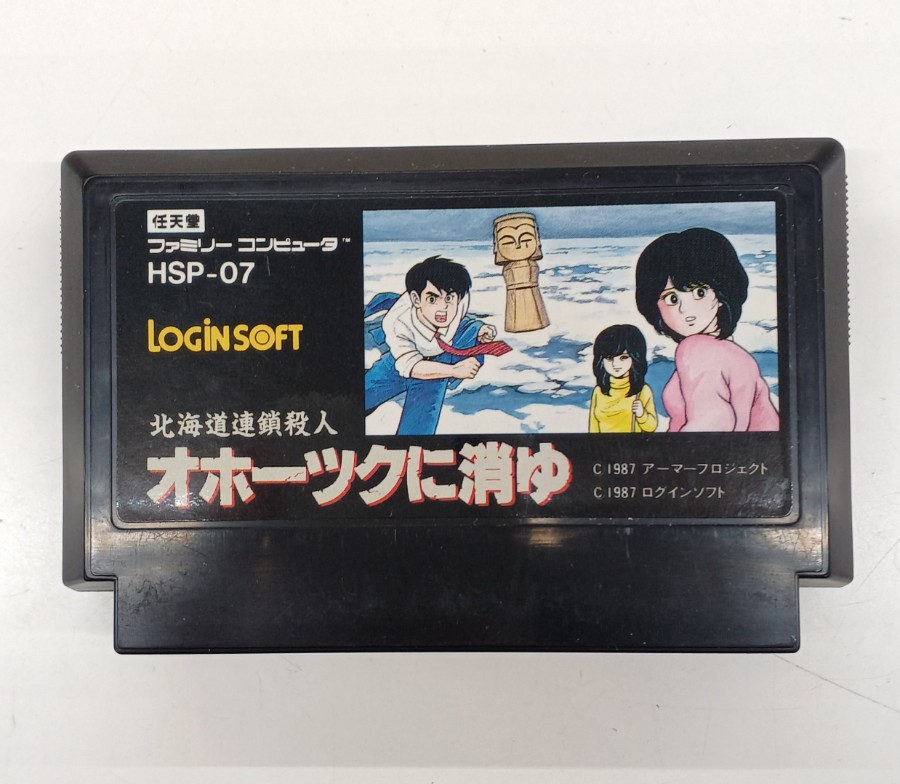 任天堂
ファミリー コンピュータ™
HSP-07
LOGiNSOFT
北海道連鎖殺人
オホーツクに消ゆ
C 1987 アーマープロジェクト
C 1987 ログインソフト